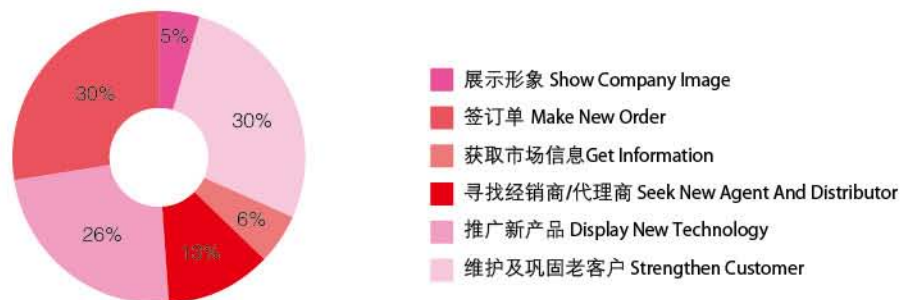 5%
30%
30%
6%
13%
26%
展示形象 Show Company Image
签订单 Make New Order
获取市场信息Get Information
寻找经销商/代理商 Seek New Agent And Distributor
推广新产品 Display New Technology
维护及巩固老客户 Strengthen Customer